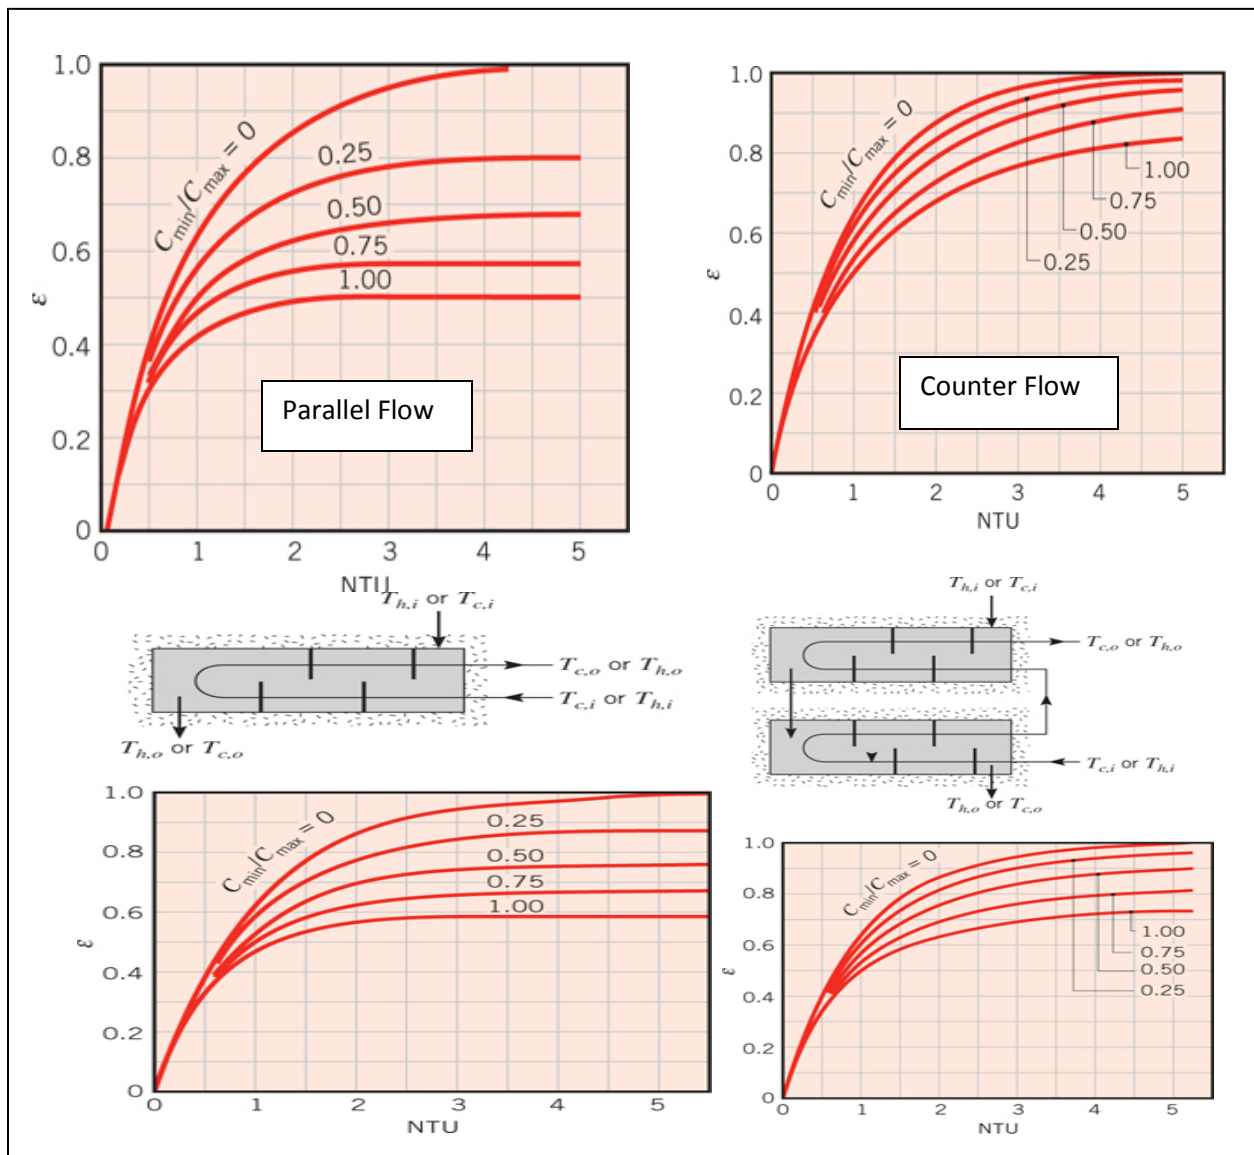 1.0
0.8
0.6
0.4
0.2
0
ε
0 1 2 3 4 5
NTU
Cmin/Cmax = 0
0.25
0.50
0.75
1.00
Parallel Flow
1.0
0.8
0.6
0.4
0.2
0
ε
0 1 2 3 4 5
NTU
Cmin/Cmax = 0
1.00
0.75
0.50
0.25
Counter Flow
Th,i or Tc,i
Tc,o or Th,o
Tc,i or Th,i
Th,o or Tc,o
Th,i or Tc,i
Tc,o or Th,o
Tc,i or Th,i
Th,o or Tc,o
1.0
0.8
0.6
0.4
0.2
0
ε
0 1 2 3 4 5
NTU
Cmin/Cmax = 0
0.25
0.50
0.75
1.00
1.0
0.8
0.6
0.4
0.2
0
ε
0 1 2 3 4 5
NTU
Cmin/Cmax = 0
1.00
0.75
0.50
0.25